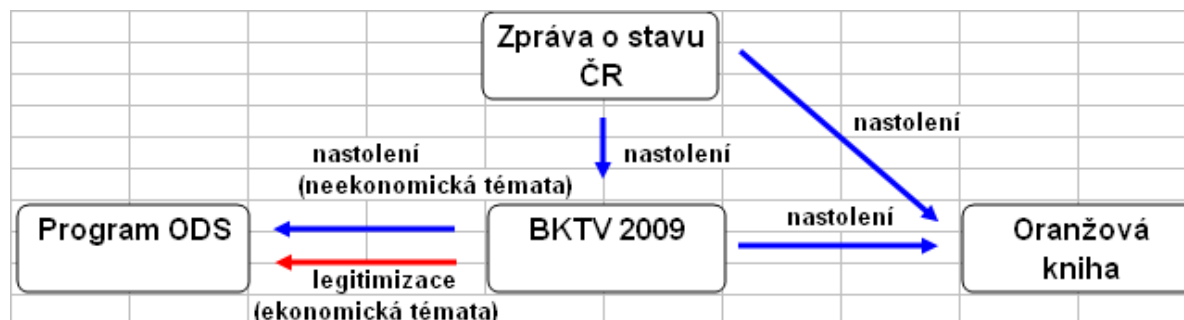 Zpráva o stavu
ČR
nastolení
nastolení
nastolení
(neekonomická témata)
Program ODS
BKTV 2009
nastolení
Oranžová
kniha
legitimizace
(ekonomická témata)